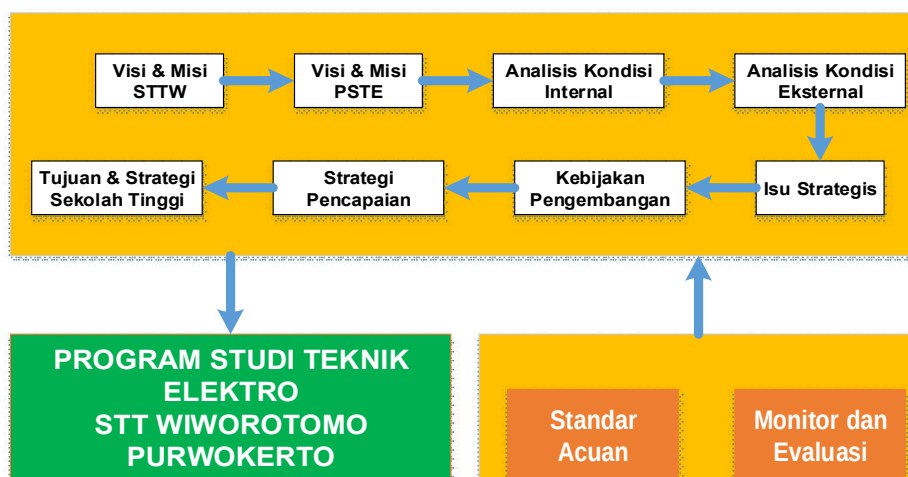 Visi & Misi
STTW
Visi & Misi
PSTE
Analisis Kondisi
Internal
Analisis Kondisi
Eksternal
Tujuan & Strategi
Sekolah Tinggi
Strategi
Pencapaian
Kebijakan
Pengembangan
Isu Strategis
PROGRAM STUDI TEKNIK
ELEKTRO
STT WIWOROTOMO
PURWOKERTO
Standar
Acuan
Monitor dan
Evaluasi